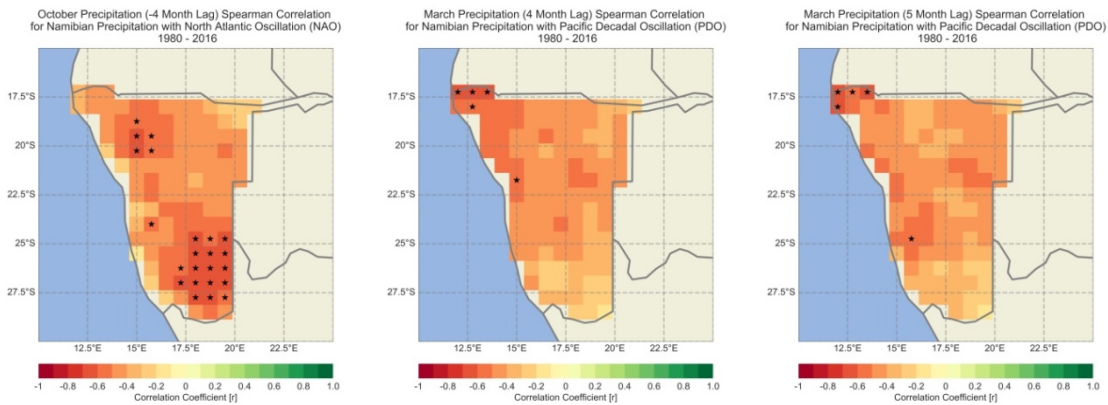 October Precipitation (-4 Month Lag) Spearman Correlation
for Namibian Precipitation with North Atlantic Oscillation (NAO)
1980 - 2016
17.5°S
20°S
22.5°S
25°S
27.5°S
12.5°E
15°E
17.5°E
20°E
22.5°E
-1 -0.8 -0.6 -0.4 -0.2 0 0.2 0.4 0.6 0.8 1.0
Correlation Coefficient [r]
March Precipitation (4 Month Lag) Spearman Correlation
for Namibian Precipitation with Pacific Decadal Oscillation (PDO)
1980 - 2016
17.5°S
20°S
22.5°S
25°S
27.5°S
12.5°E
15°E
17.5°E
20°E
22.5°E
-1 -0.8 -0.6 -0.4 -0.2 0 0.2 0.4 0.6 0.8 1.0
Correlation Coefficient [r]
March Precipitation (5 Month Lag) Spearman Correlation
for Namibian Precipitation with Pacific Decadal Oscillation (PDO)
1980 - 2016
17.5°S
20°S
22.5°S
25°S
27.5°S
12.5°E
15°E
17.5°E
20°E
22.5°E
-1 -0.8 -0.6 -0.4 -0.2 0 0.2 0.4 0.6 0.8 1.0
Correlation Coefficient [r]